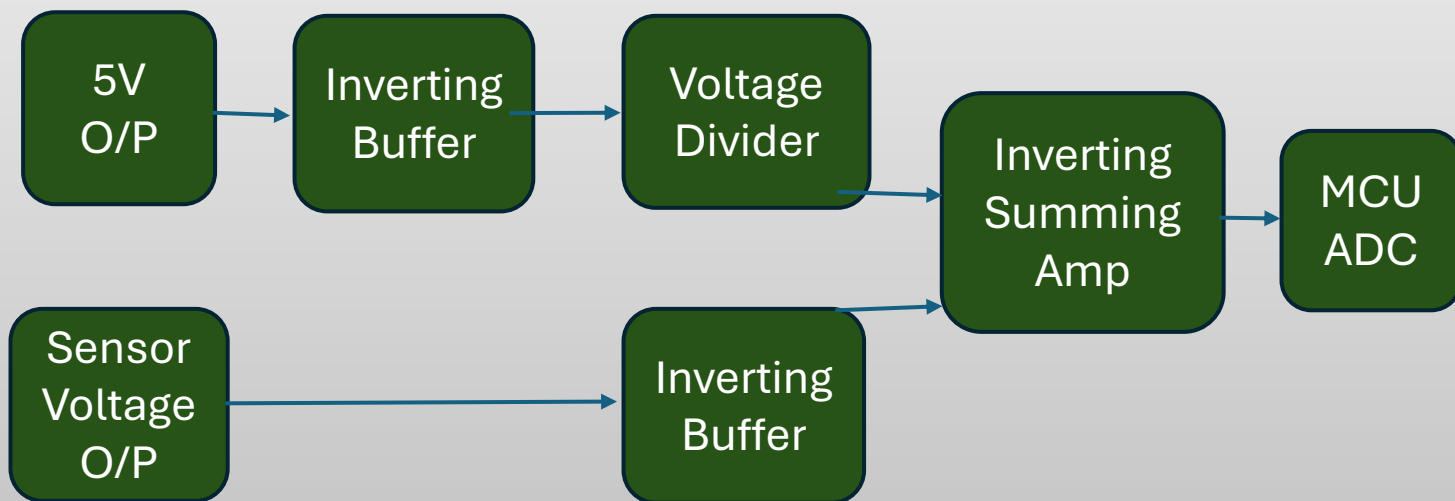 5V
O/P
Inverting
Buffer
Voltage
Divider
Inverting
Summing
Amp
MCU
ADC
Sensor
Voltage
O/P
Inverting
Buffer